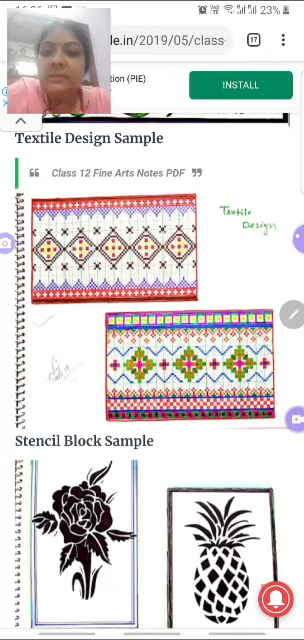 23%
le.in/2019/05/class-
17
tion (PIE)
INSTALL
Textile Design Sample
Class 12 Fine Arts Notes PDF
Textile
Design
Stencil Block Sample